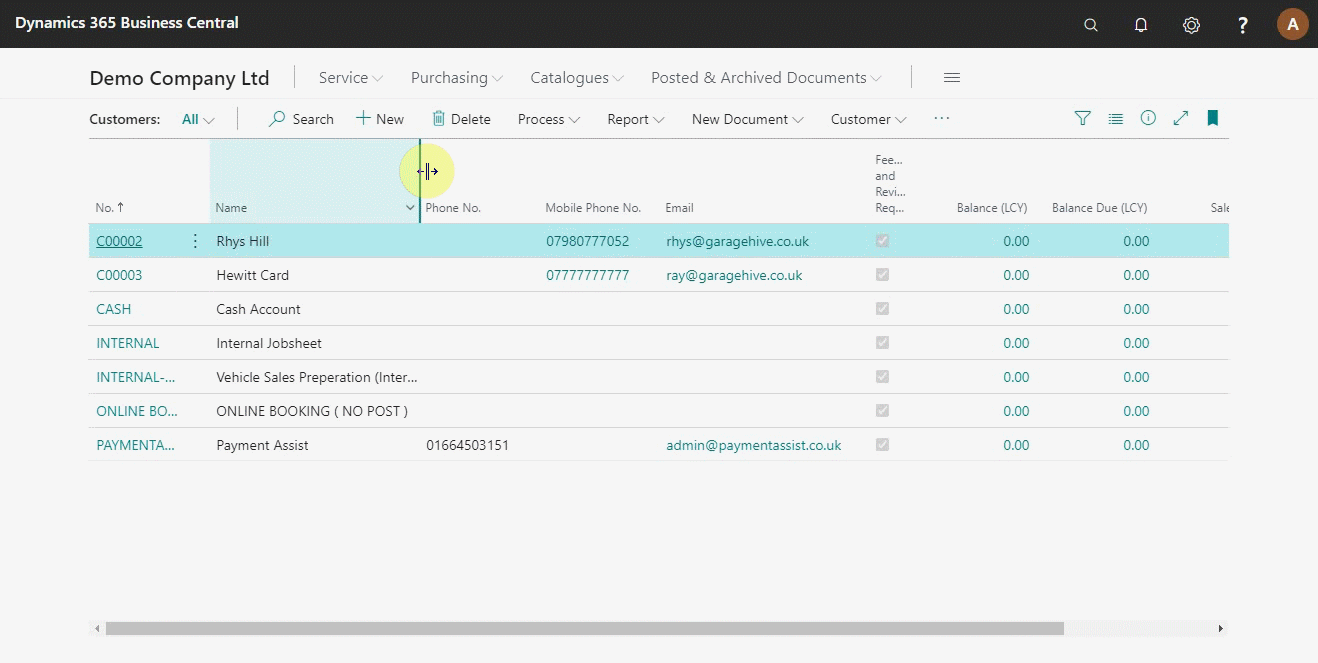 Dynamics 365 Business Central
? A
Demo Company Ltd Service Purchasing Catalogues Posted & Archived Documents
Customers: All Search New Delete Process Report New Document Customer ...
No. ↑ Name Phone No. Mobile Phone No. Email Fee... and Revi... Req... Balance (LCY) Balance Due (LCY) Sale
C00002 Rhys Hill 07980777052 rhys@garagehive.co.uk 0.00 0.00
C00003 Hewitt Card 07777777777 ray@garagehive.co.uk 0.00 0.00
CASH Cash Account 0.00 0.00
INTERNAL Internal Jobsheet 0.00 0.00
INTERNAL-... Vehicle Sales Preperation (Inter... 0.00 0.00
ONLINE BO... ONLINE BOOKING ( NO POST ) 0.00 0.00
PAYMENTA... Payment Assist 01664503151 admin@paymentassist.co.uk 0.00 0.00